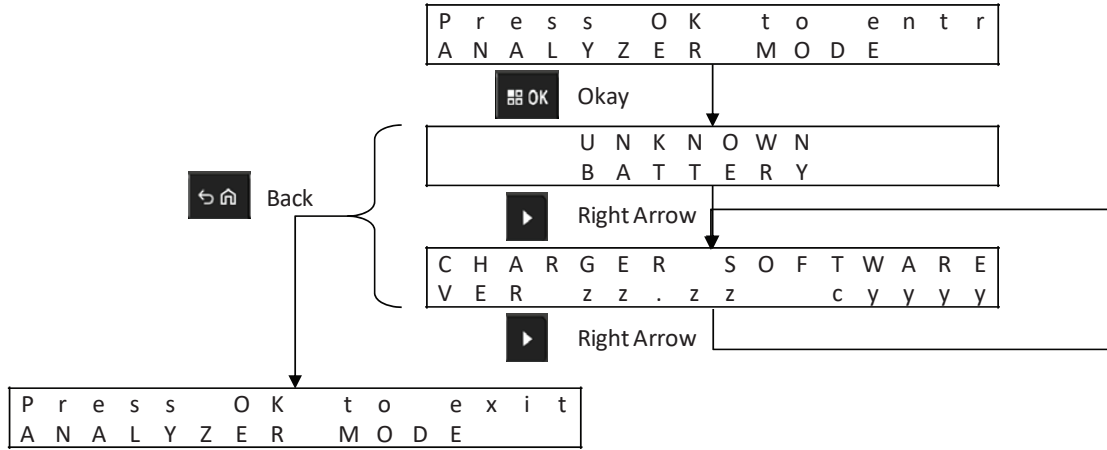 Press OK to entr
ANALYZER MODE
OK Okay
UNKNOWN
BATTERY
Back
Right Arrow
CHARGER SOFTWARE
VER zz.zz cyyyy
Right Arrow
Press OK to exit
ANALYZER MODE